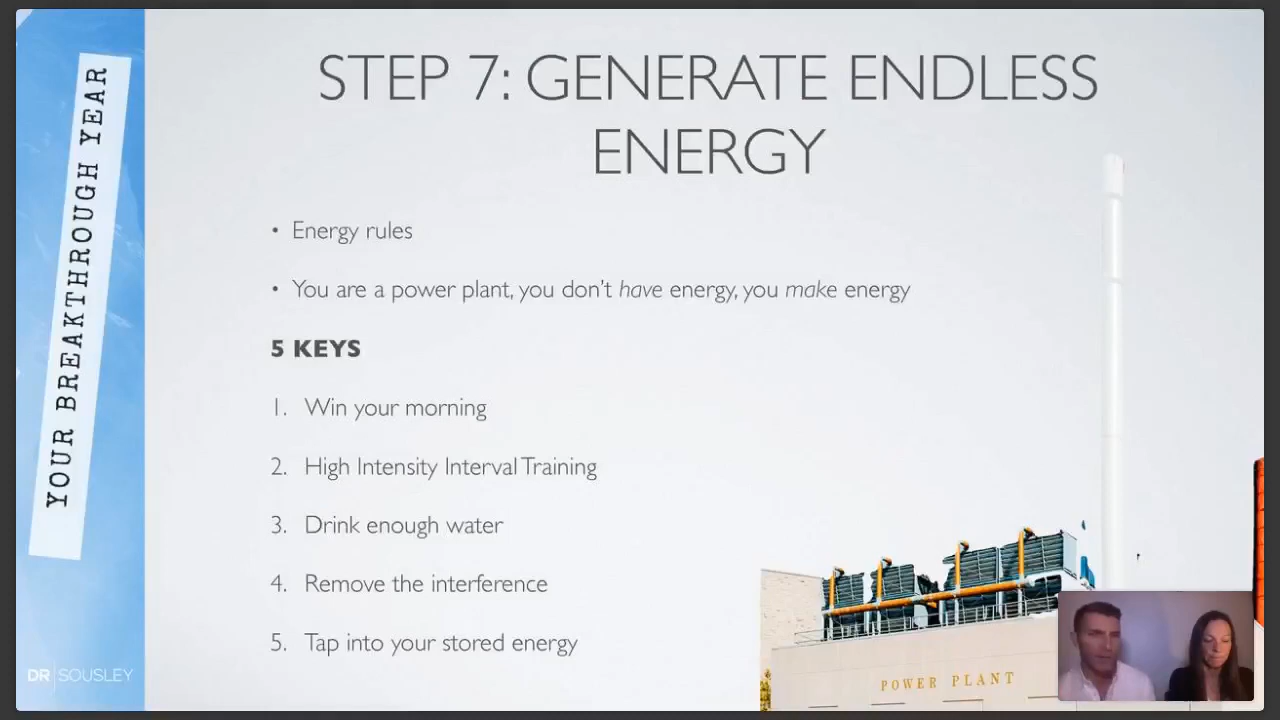 YOUR BREAKTHROUGH YEAR
STEP 7: GENERATE ENDLESS
ENERGY
• Energy rules
• You are a power plant, you don't have energy, you make energy
5 KEYS
1. Win your morning
2. High Intensity Interval Training
3. Drink enough water
4. Remove the interference
5. Tap into your stored energy
DR SOUSLEY
POWER PLANT